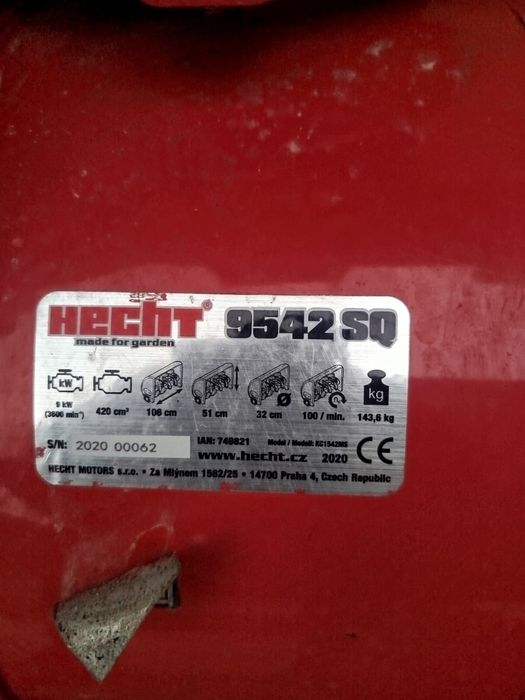 HECHT® 9542 SQ
made for garden
kW kg
9 kW 420 cm³ 106 cm 51 cm 32 cm 100 / min. 143,6 kg
(3600 min⁻¹)
S/N: 2020 00062 IAN: 749821 Model / Modell: KC1542MS
www.hecht.cz 2020 CE
HECHT MOTORS s.r.o. • Za Mlýnem 1562/25 • 14700 Praha 4, Czech Republic